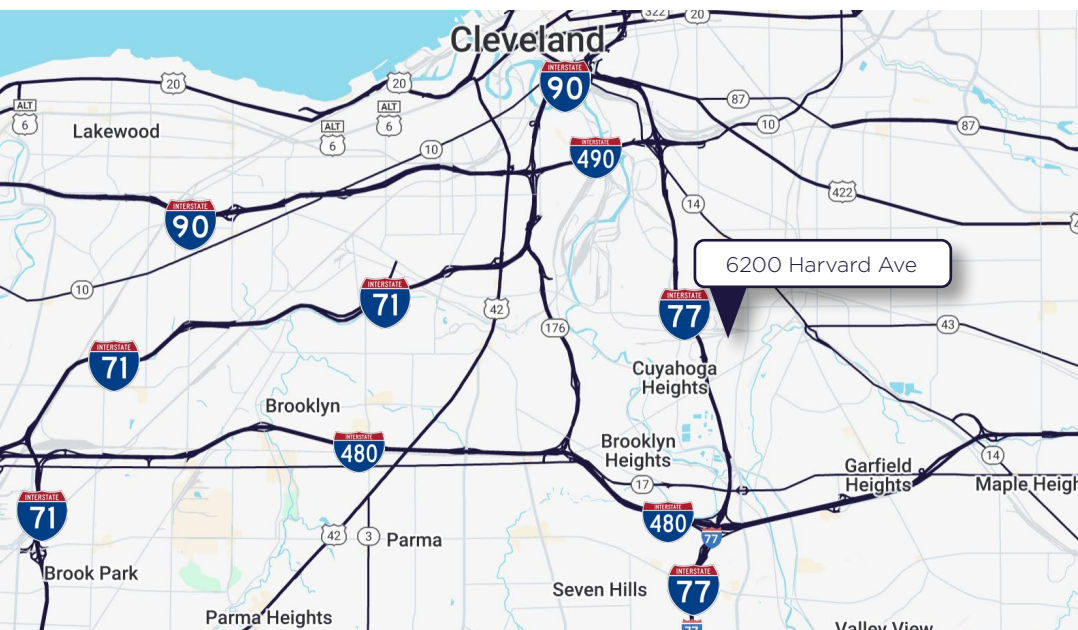 322
20
Cleveland
INTERSTATE
90
20
20
ALT
6
ALT
6
ALT
6
Lakewood
87
10
87
10
INTERSTATE
490
422
INTERSTATE
90
14
6200 Harvard Ave
10
INTERSTATE
71
42
INTERSTATE
77
176
43
INTERSTATE
71
Cuyahoga
Heights
Brooklyn
INTERSTATE
480
Brooklyn
Heights
14
Garfield
Heights
Maple Heigh
17
INTERSTATE
71
INTERSTATE
480
77
42
3
Parma
Brook Park
INTERSTATE
77
Seven Hills
Parma Heights
77
Valley View